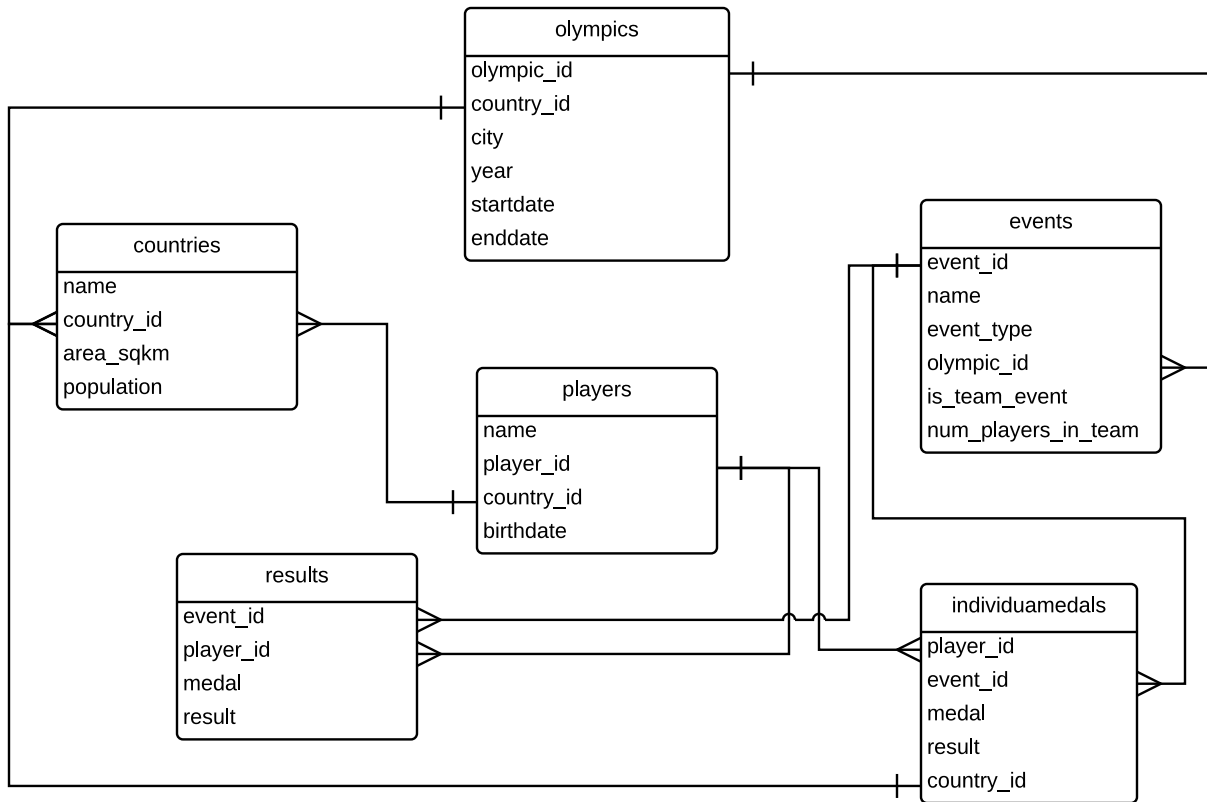 olympics
olympic_id
country_id
city
year
startdate
enddate
countries
name
country_id
area_sqkm
population
events
event_id
name
event_type
olympic_id
is_team_event
num_players_in_team
players
name
player_id
country_id
birthdate
results
event_id
player_id
medal
result
individuamedals
player_id
event_id
medal
result
country_id